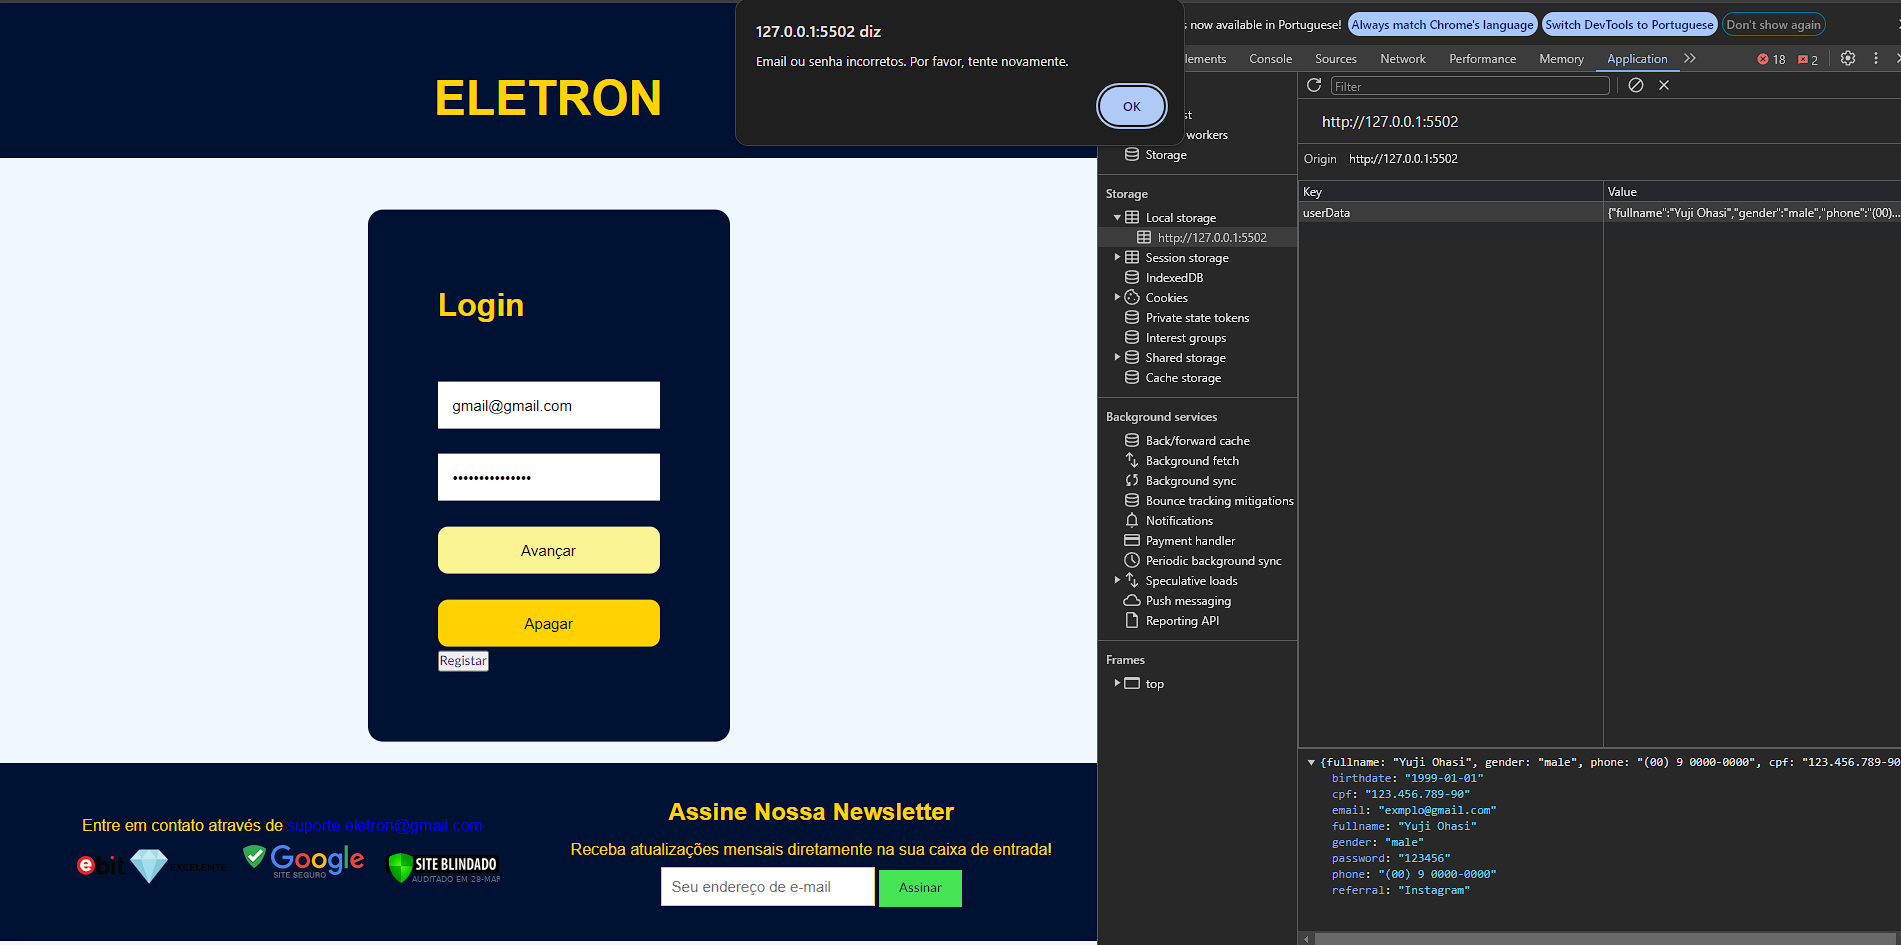 ELETRON
127.0.0.1:5502 diz
Email ou senha incorretos. Por favor, tente novamente.
OK
Login
gmail@gmail.com
•••••••••••••••
Avançar
Apagar
Registar
Entre em contato através de suporte.eletron@gmail.com
ebit EXCELENTE
Google
SITE SEGURO
SITE BLINDADO
AUDITADO EM 28-MAR
Assine Nossa Newsletter
Receba atualizações mensais diretamente na sua caixa de entrada!
Seu endereço de e-mail
Assinar
now available in Portuguese! Always match Chrome's language Switch DevTools to Portuguese Don't show again
lements Console Sources Network Performance Memory Application 18 2
st
workers
Storage
Storage
Local storage
http://127.0.0.1:5502
Session storage
IndexedDB
Cookies
Private state tokens
Interest groups
Shared storage
Cache storage
Background services
Back/forward cache
Background fetch
Background sync
Bounce tracking mitigations
Notifications
Payment handler
Periodic background sync
Speculative loads
Push messaging
Reporting API
Frames
top
Filter
http://127.0.0.1:5502
Origin http://127.0.0.1:5502
Key Value
userData {"fullname":"Yuji Ohasi","gender":"male","phone":"(00)...
{fullname: "Yuji Ohasi", gender: "male", phone: "(00) 9 0000-0000", cpf: "123.456.789-90
birthdate: "1999-01-01"
cpf: "123.456.789-90"
email: "exmplo@gmail.com"
fullname: "Yuji Ohasi"
gender: "male"
password: "123456"
phone: "(00) 9 0000-0000"
referral: "Instagram"